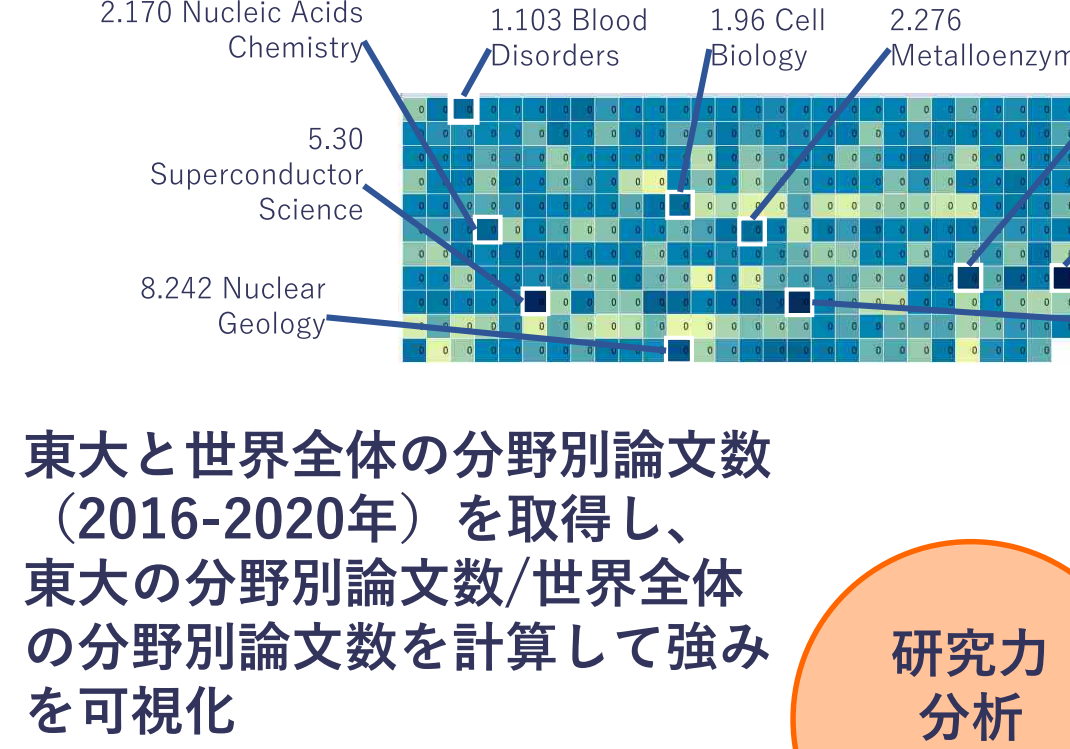 2.170 Nucleic Acids
Chemistry
1.103 Blood
Disorders
1.96 Cell
Biology
2.276
Metalloenzym
5.30
Superconductor
Science
8.242 Nuclear
Geology
東大と世界全体の分野別論文数
（2016-2020年）を取得し、
東大の分野別論文数/世界全体
の分野別論文数を計算して強み
を可視化
研究力
分析